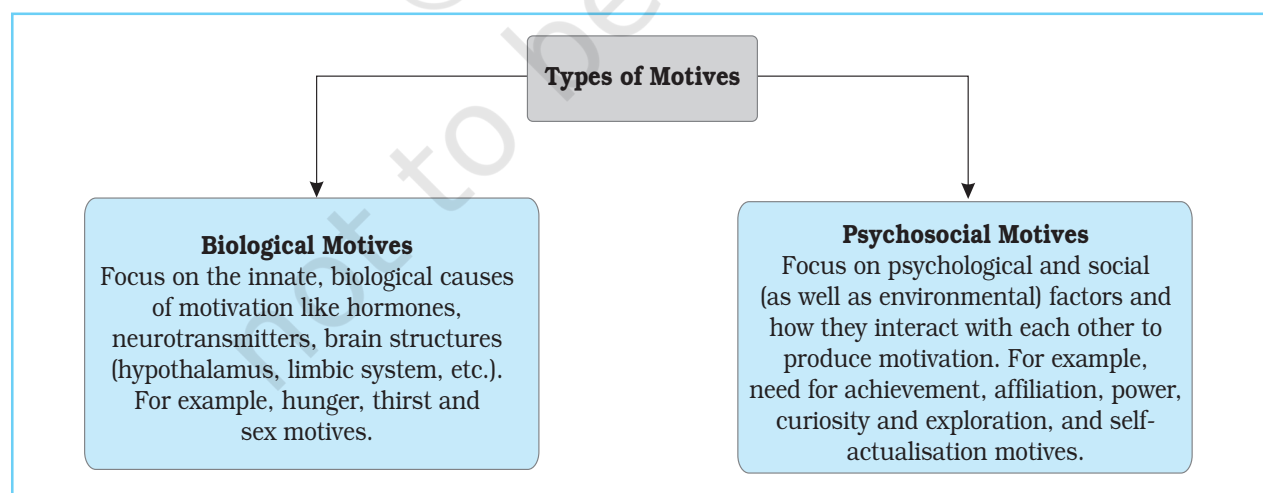 Types of Motives
Biological Motives
Focus on the innate, biological causes
of motivation like hormones,
neurotransmitters, brain structures
(hypothalamus, limbic system, etc.).
For example, hunger, thirst and
sex motives.
Psychosocial Motives
Focus on psychological and social
(as well as environmental) factors and
how they interact with each other to
produce motivation. For example,
need for achievement, affiliation, power,
curiosity and exploration, and self-
actualisation motives.
not to be